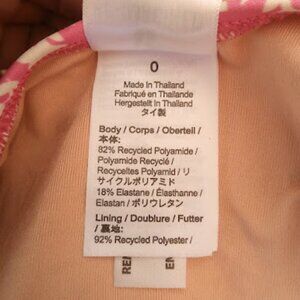 0
Made in Thailand
Fabriqué en Thailande
Hergestellt in Thailand
タイ製
Body / Corps / Oberteil /
本体:
82% Recycled Polyamide /
Polyamide Recyclé /
Recyceltes Polyamid / リ
サイクルポリアミド
18% Elastane / Élasthanne /
Elastan / ポリウレタン
Lining / Doublure / Futter
/ 裏地:
92% Recycled Polyester /